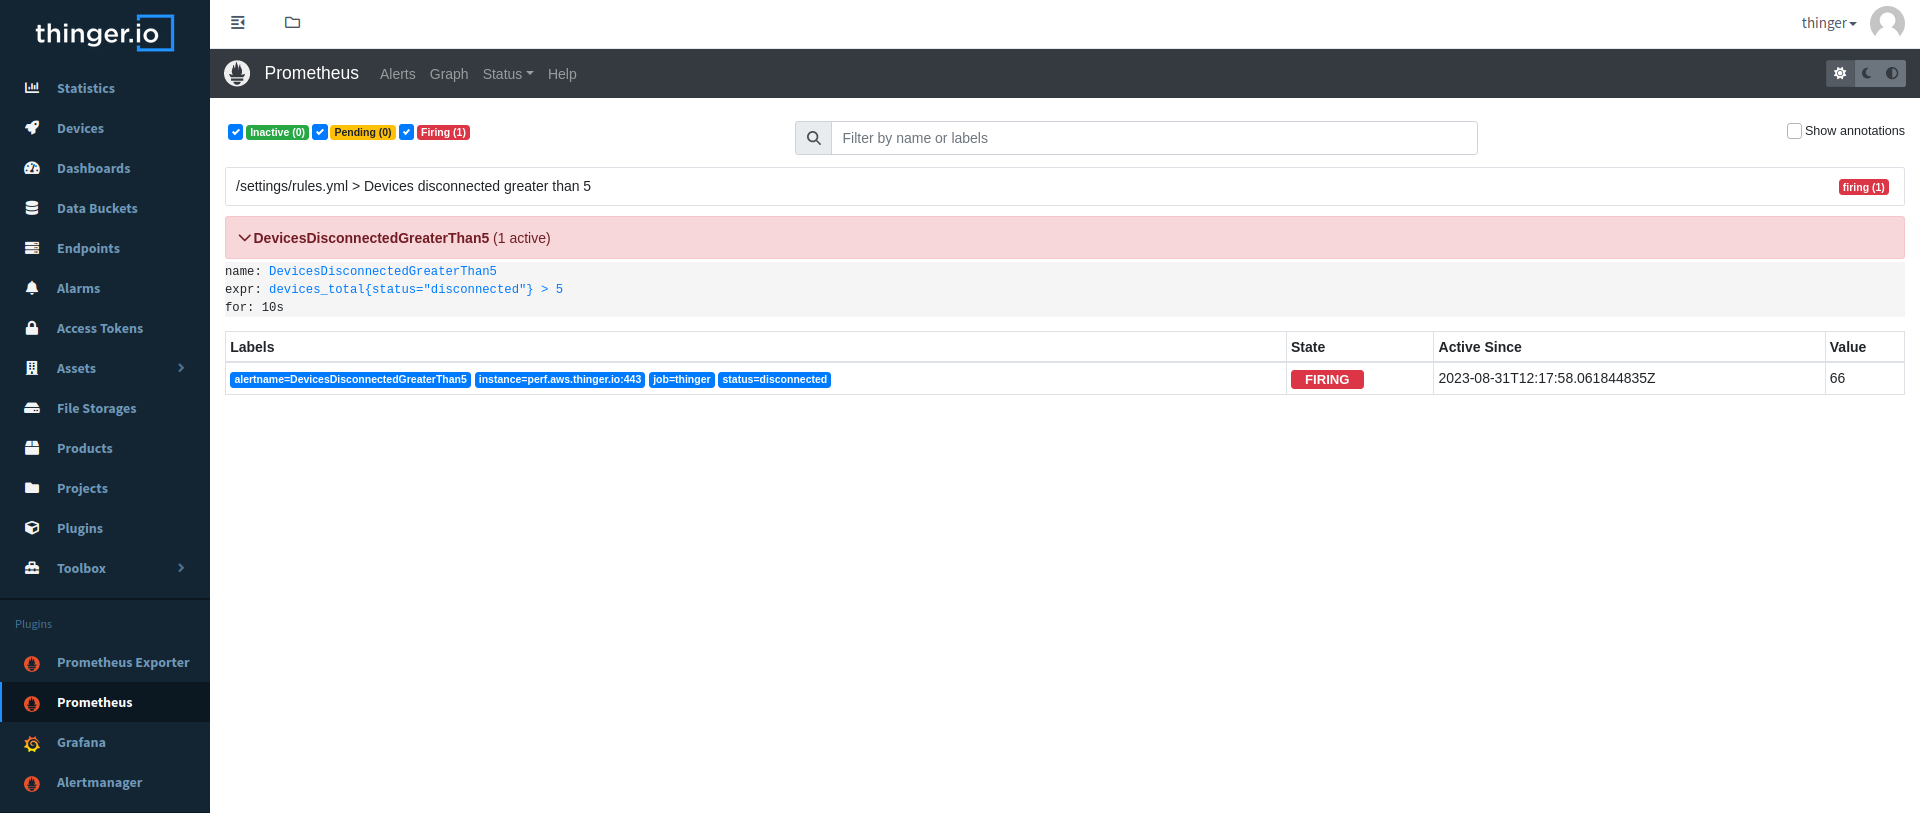 thinger.io
thinger
Statistics
Devices
Dashboards
Data Buckets
Endpoints
Alarms
Access Tokens
Assets
File Storages
Products
Projects
Plugins
Toolbox
Plugins
Prometheus Exporter
Prometheus
Grafana
Alertmanager
Prometheus Alerts Graph Status Help
Inactive (0) Pending (0) Firing (1) Filter by name or labels Show annotations
/settings/rules.yml > Devices disconnected greater than 5 firing (1)
DevicesDisconnectedGreaterThan5 (1 active)
name: DevicesDisconnectedGreaterThan5
expr: devices_total{status="disconnected"} > 5
for: 10s
Labels State Active Since Value
alertname=DevicesDisconnectedGreaterThan5 instance=perf.aws.thinger.io:443 job=thinger status=disconnected FIRING 2023-08-31T12:17:58.061844835Z 66